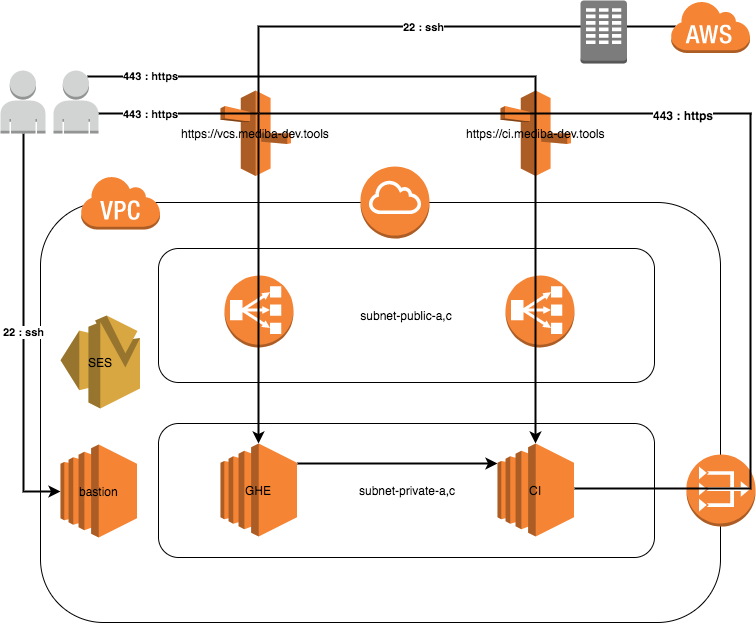 22 : ssh
AWS
443 : https
443 : https
443 : https
https://vcs.mediba-dev.tools
https://ci.mediba-dev.tools
VPC
subnet-public-a,c
22 : ssh
SES
bastion
GHE
subnet-private-a,c
CI